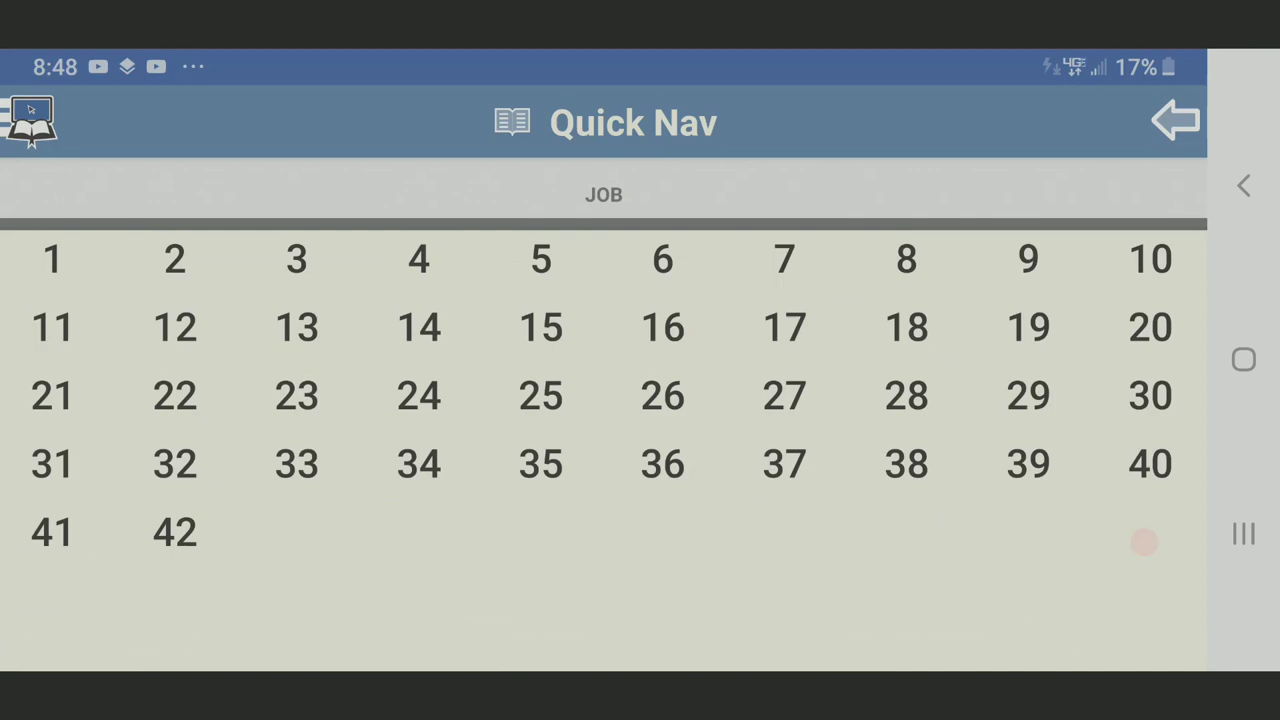 8:48 ... 4GE 17%
Quick Nav
JOB
1 2 3 4 5 6 7 8 9 10
11 12 13 14 15 16 17 18 19 20
21 22 23 24 25 26 27 28 29 30
31 32 33 34 35 36 37 38 39 40
41 42